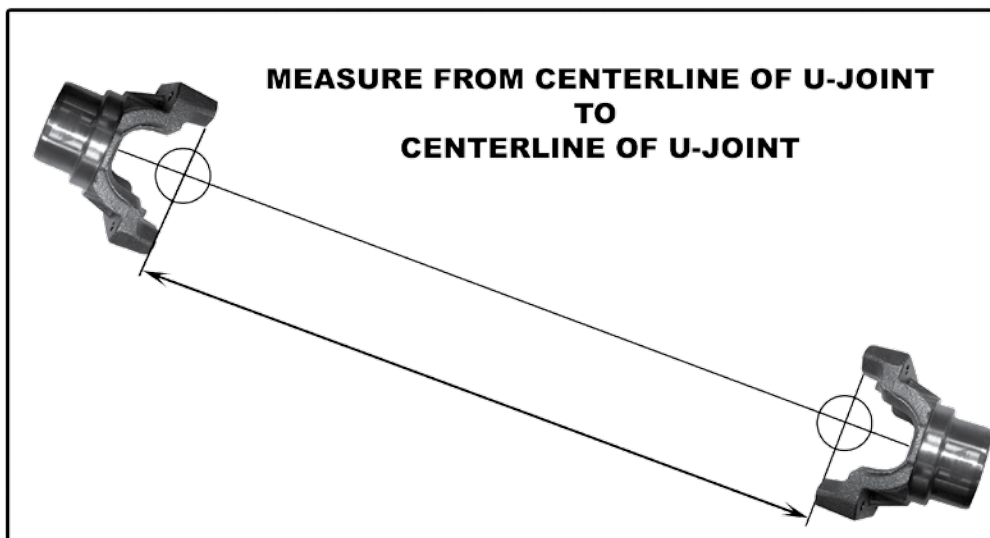 MEASURE FROM CENTERLINE OF U-JOINT
TO
CENTERLINE OF U-JOINT